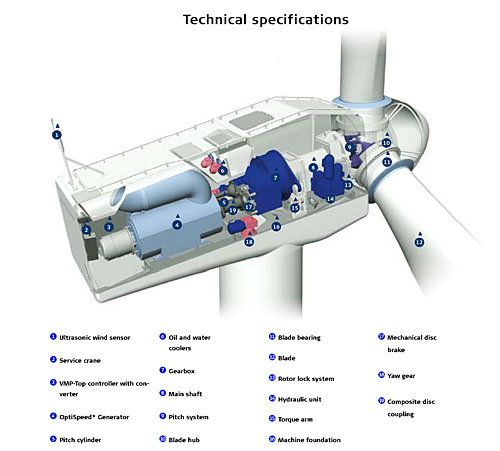 Technical specifications
1
2
3
4
5
6
7
8
9
10
11
12
13
14
15
16
17
18
19
1 Ultrasonic wind sensor
2 Service crane
3 VMP-Top controller with con-
verter
4 OptiSpeed* Generator
5 Pitch cylinder
6 Oil and water
coolers
7 Gearbox
8 Main shaft
9 Pitch system
10 Blade hub
11 Blade bearing
12 Blade
13 Rotor lock system
14 Hydraulic unit
15 Torque arm
16 Machine foundation
17 Mechanical disc
brake
18 Yaw gear
19 Composite disc
coupling